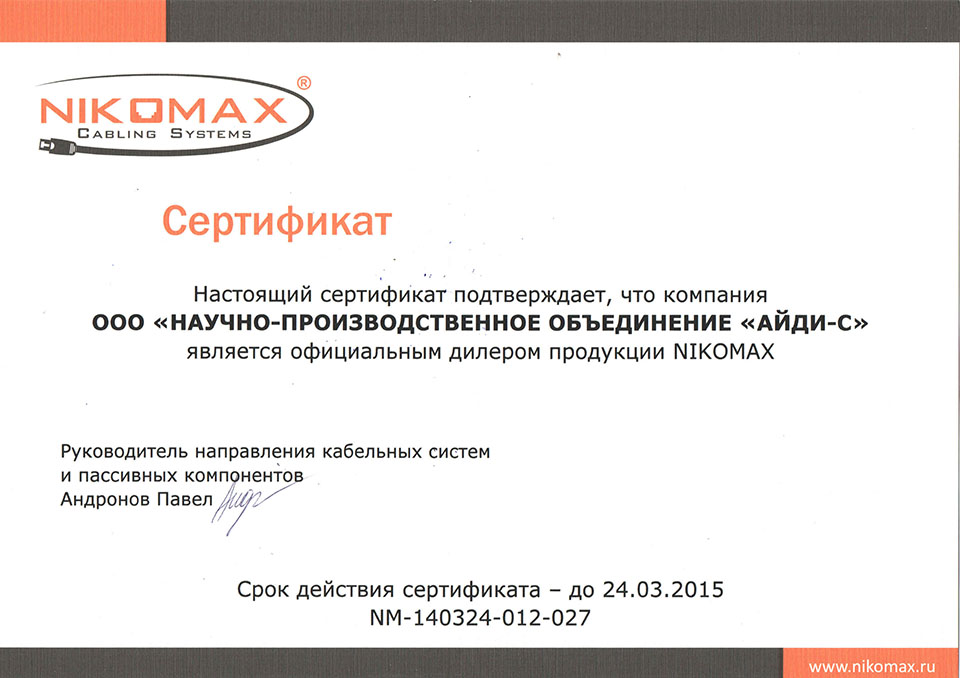 NIKOMAX ®
CABLING SYSTEMS
Сертификат
Настоящий сертификат подтверждает, что компания
ООО «НАУЧНО-ПРОИЗВОДСТВЕННОЕ ОБЪЕДИНЕНИЕ «АЙДИ-С»
является официальным дилером продукции NIKOMAX
Руководитель направления кабельных систем
и пассивных компонентов
Андронов Павел
Срок действия сертификата – до 24.03.2015
NM-140324-012-027
www.nikomax.ru